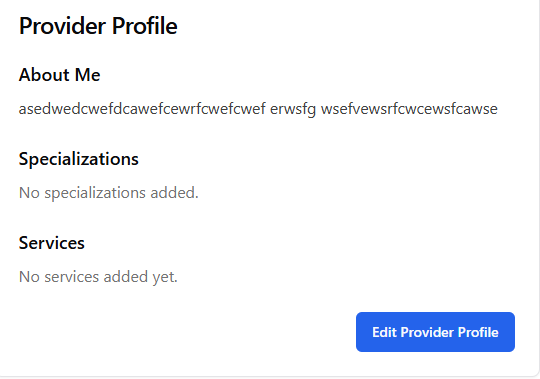 Provider Profile
About Me
asedwedcwefdcawefcewrfcwefcwef erwsfg wsefvewsrfcwcewsfcawse
Specializations
No specializations added.
Services
No services added yet.
Edit Provider Profile